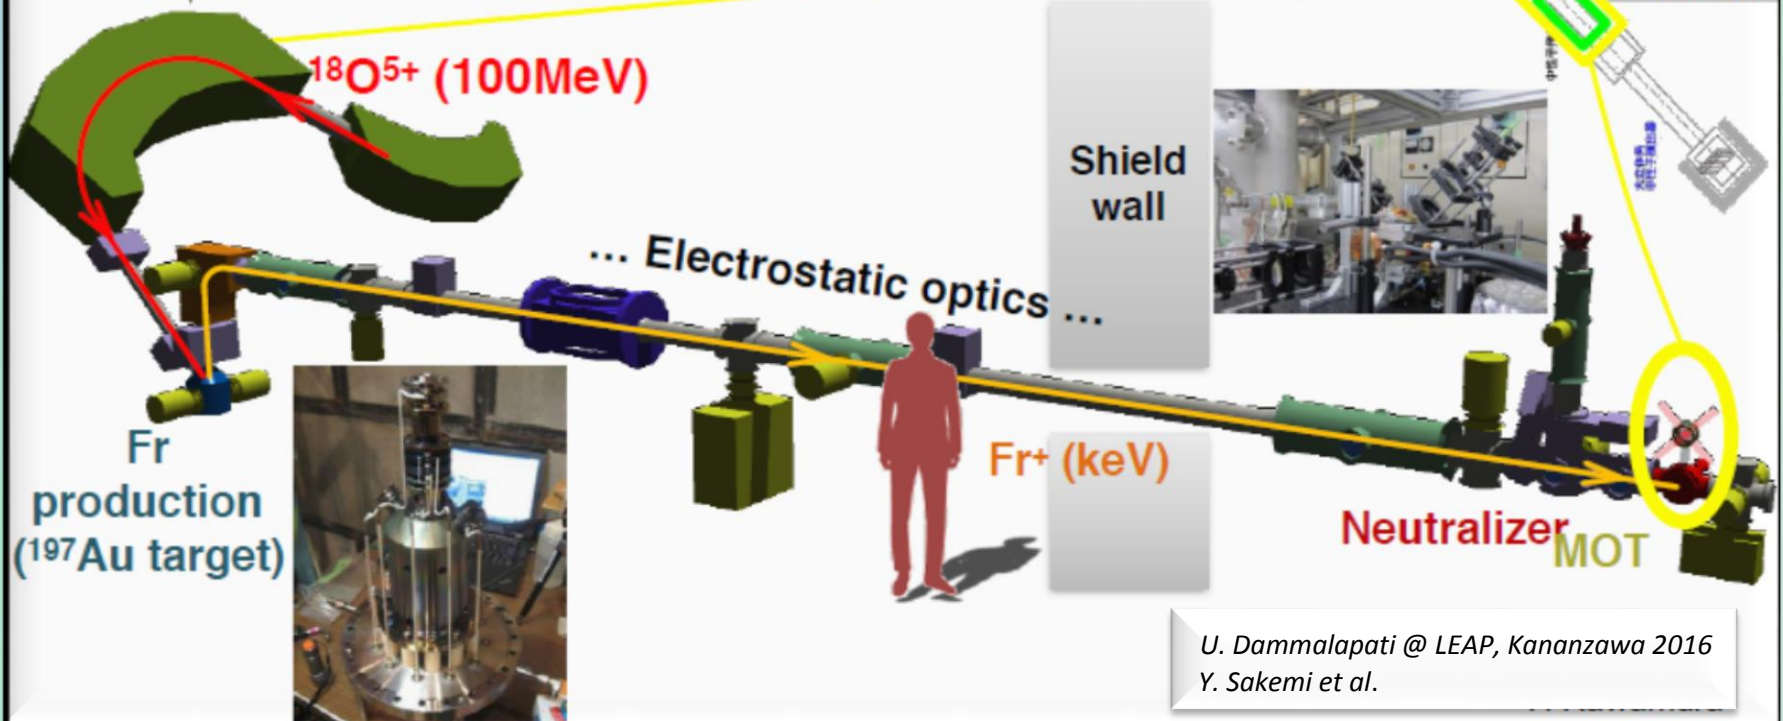 ¹⁸O⁵⁺ (100MeV)
Shield
wall
... Electrostatic optics ...
Fr
production
(¹⁹⁷Au target)
Fr⁺ (keV)
Neutralizer
MOT
U. Dammalapati @ LEAP, Kananzawa 2016
Y. Sakemi et al.